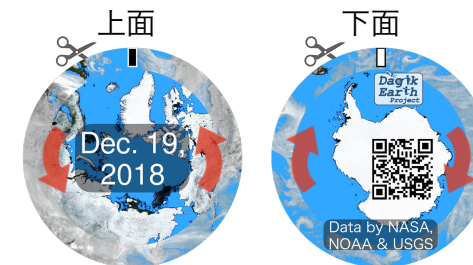 上面
下面
Dec. 19,
2018
Dagik
Earth
Project
Data by NASA,
NOAA & USGS